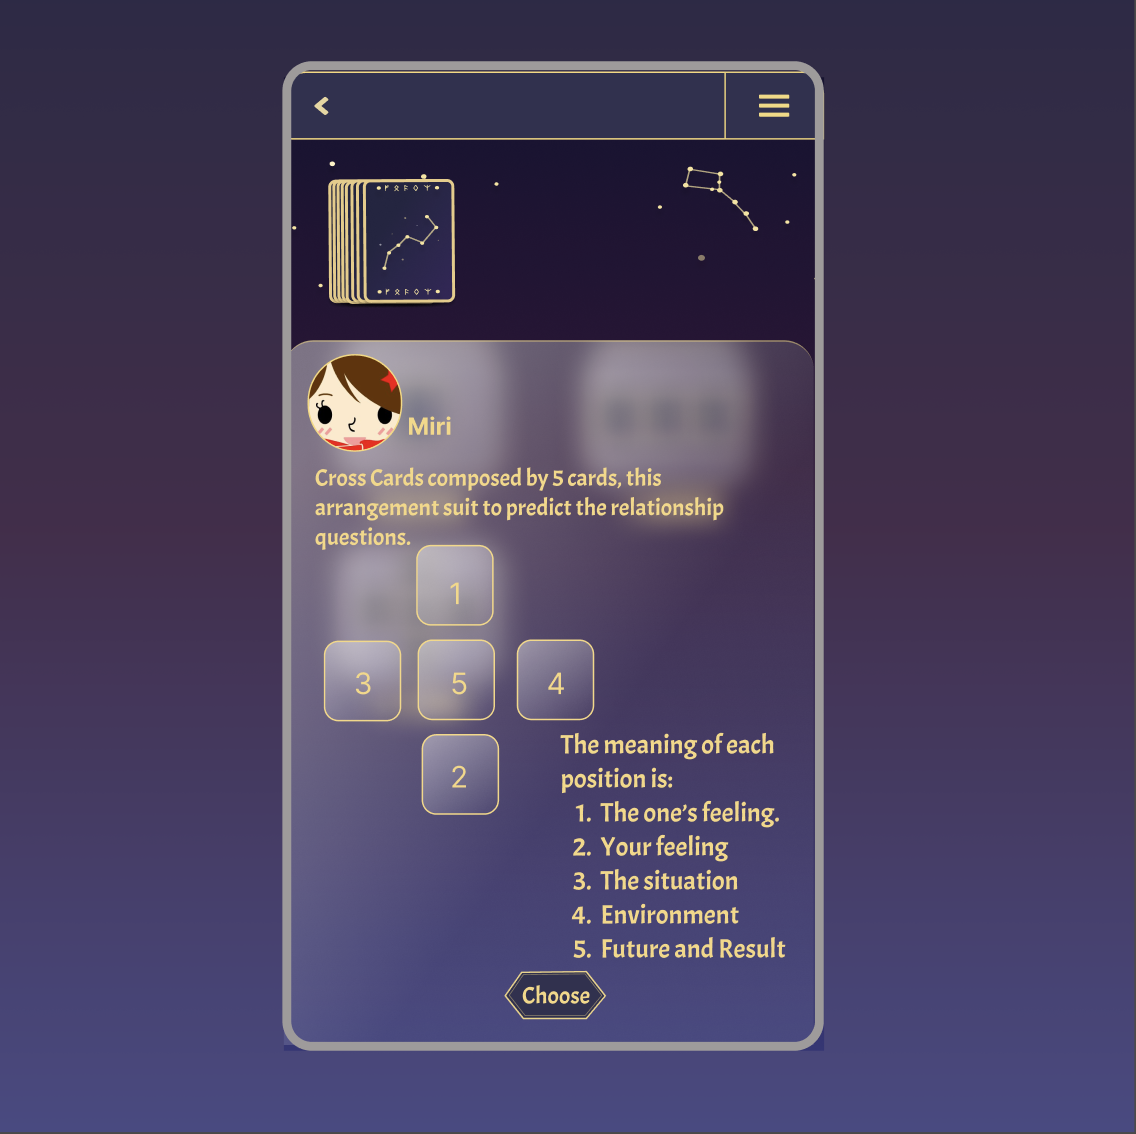 ᚠ ᛟ ᚨ ᛜ ᛉ
ᚠ ᛟ ᚨ ᛜ ᛉ
Miri
Cross Cards composed by 5 cards, this
arrangement suit to predict the relationship
questions.
1
3 5 4
2
The meaning of each
position is:
1. The one’s feeling.
2. Your feeling
3. The situation
4. Environment
5. Future and Result
Choose